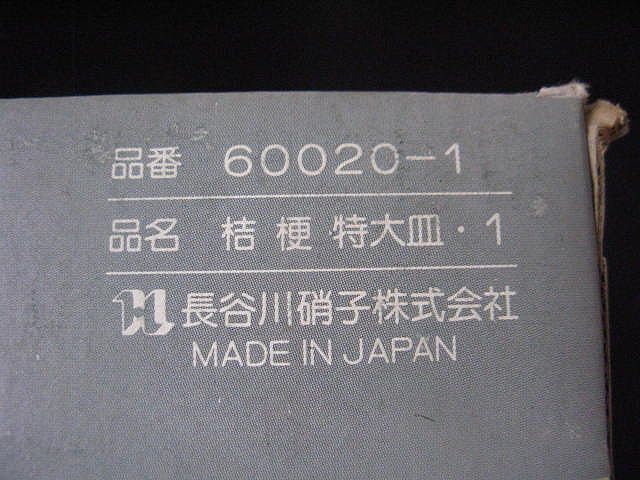 品番 60020-1
品名 桔梗 特大皿・1
長谷川硝子株式会社
MADE IN JAPAN